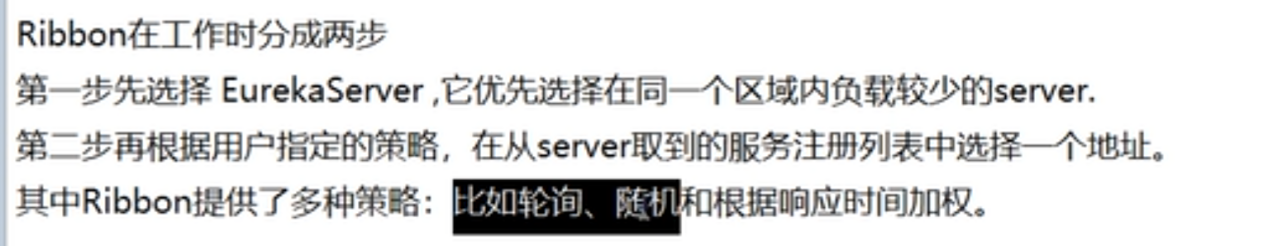 Ribbon在工作时分成两步
第一步先选择 EurekaServer ,它优先选择在同一个区域内负载较少的server.
第二步再根据用户指定的策略，在从server取到的服务注册列表中选择一个地址。
其中Ribbon提供了多种策略：比如轮询、随机和根据响应时间加权。